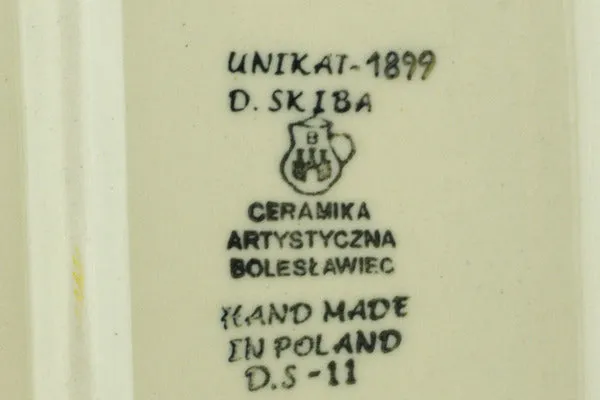 UNIKAT-1899
D. SKIBA
B
CERAMIKA
ARTYSTYCZNA
BOLESŁAWIEC
HAND MADE
IN POLAND
D.S-11